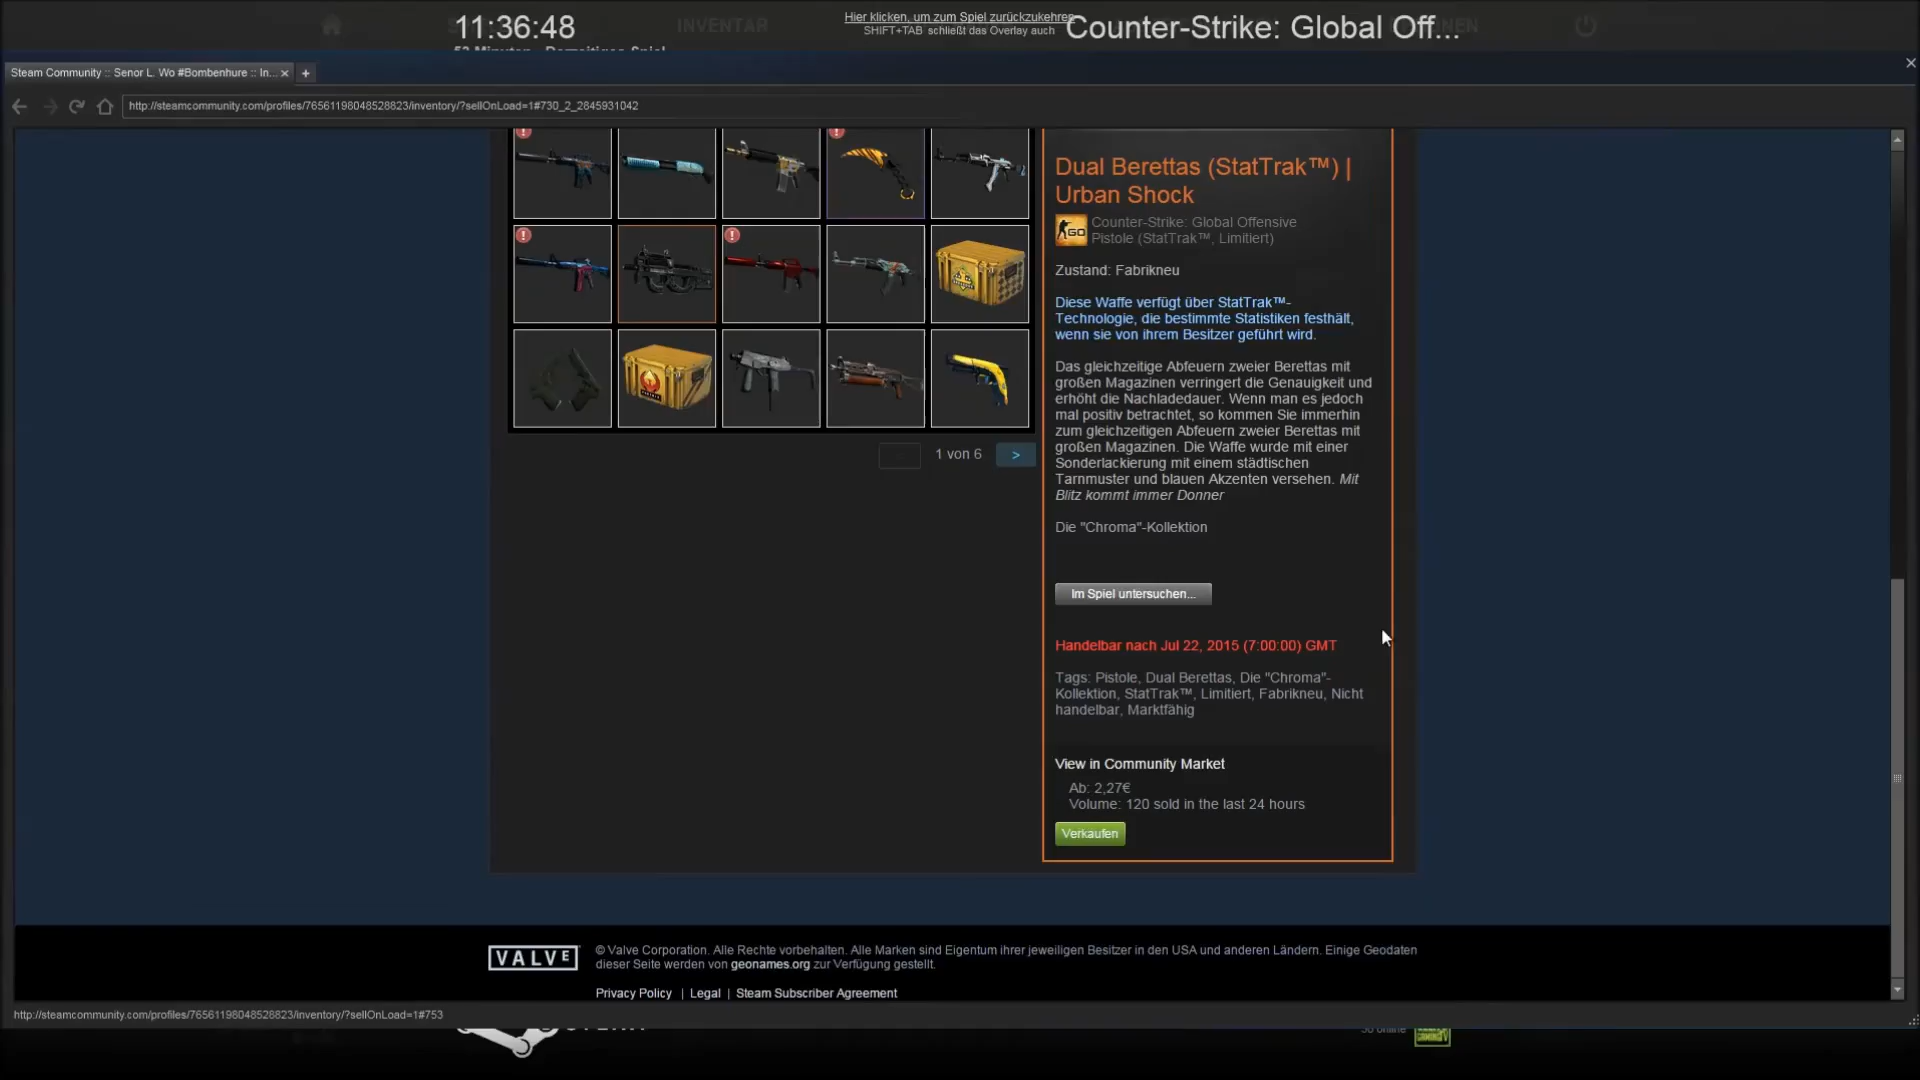 11:36:48
INVENTAR
Hier klicken, um zum Spiel zurückzukehren
SHIFT+TAB schließt das Overlay auch
Counter-Strike: Global Off...
53 Minuten - Derzeitiges Spiel
Steam Community :: Senor L. Wo #Bombenhure :: In...
http://steamcommunity.com/profiles/76561198048528823/inventory/?sellOnLoad=1#730_2_2845931042
Dual Berettas (StatTrak™) |
Urban Shock
GO
Counter-Strike: Global Offensive
Pistole (StatTrak™, Limitiert)
Zustand: Fabrikneu
Diese Waffe verfügt über StatTrak™-
Technologie, die bestimmte Statistiken festhält,
wenn sie von ihrem Besitzer geführt wird.
Das gleichzeitige Abfeuern zweier Berettas mit
großen Magazinen verringert die Genauigkeit und
erhöht die Nachladedauer. Wenn man es jedoch
mal positiv betrachtet, so kommen Sie immerhin
zum gleichzeitigen Abfeuern zweier Berettas mit
großen Magazinen. Die Waffe wurde mit einer
Sonderlackierung mit einem städtischen
Tarnmuster und blauen Akzenten versehen. Mit
Blitz kommt immer Donner
Die "Chroma"-Kollektion
1 von 6
>
Im Spiel untersuchen...
Handelbar nach Jul 22, 2015 (7:00:00) GMT
Tags: Pistole, Dual Berettas, Die "Chroma"-
Kollektion, StatTrak™, Limitiert, Fabrikneu, Nicht
handelbar, Marktfähig
View in Community Market
Ab: 2,27€
Volume: 120 sold in the last 24 hours
Verkaufen
VALVE
© Valve Corporation. Alle Rechte vorbehalten. Alle Marken sind Eigentum ihrer jeweiligen Besitzer in den USA und anderen Ländern. Einige Geodaten
dieser Seite werden von geonames.org zur Verfügung gestellt.
Privacy Policy | Legal | Steam Subscriber Agreement
http://steamcommunity.com/profiles/76561198048528823/inventory/?sellOnLoad=1#753